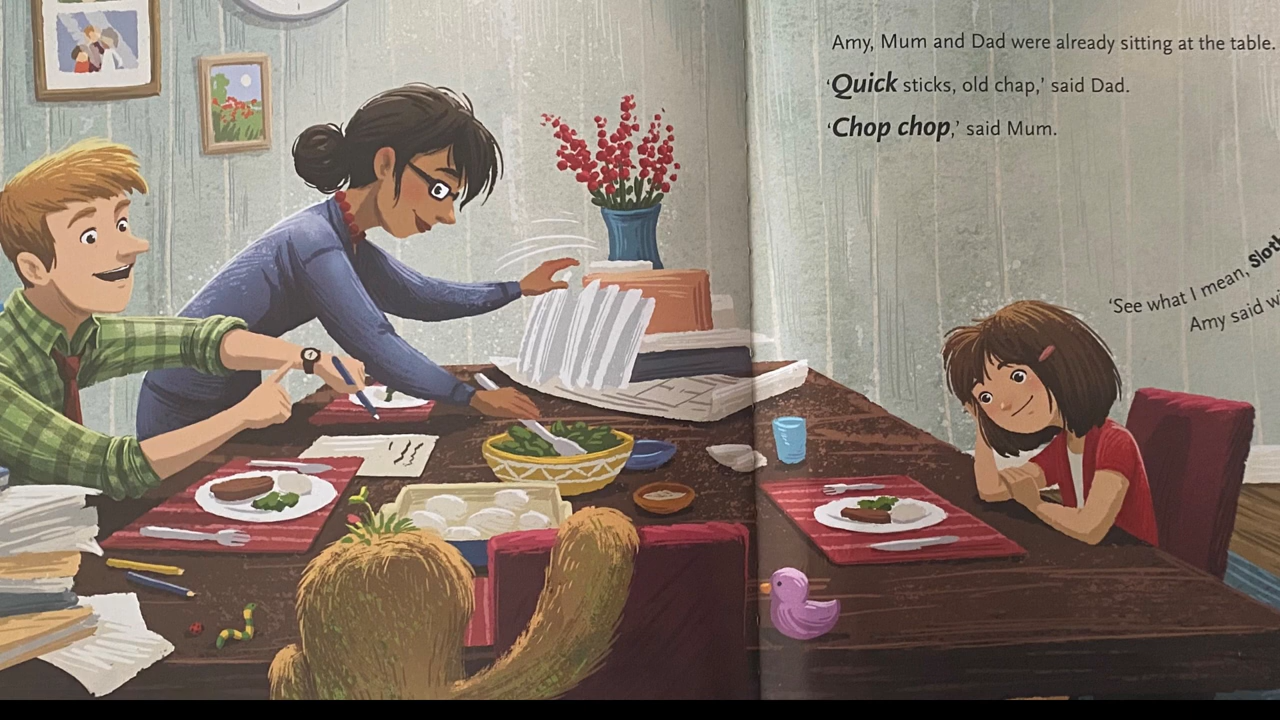 Amy, Mum and Dad were already sitting at the table.
‘Quick sticks, old chap,’ said Dad.
‘Chop chop,’ said Mum.
‘See what I mean,
Amy said